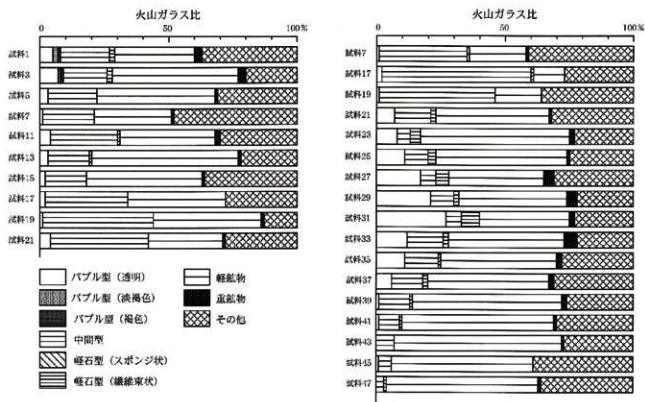 火山ガラス比
0 50 100%
試料1
試料3
試料5
試料7
試料11
試料13
試料15
試料17
試料19
試料21
バブル型(透明)
バブル型(淡褐色)
バブル型(褐色)
中間型
軽石型(スポンジ状)
軽石型(繊維束状)
軽鉱物
重鉱物
その他
火山ガラス比
0 50 100%
試料7
試料17
試料19
試料21
試料23
試料25
試料27
試料29
試料31
試料33
試料35
試料37
試料39
試料41
試料43
試料45
試料47